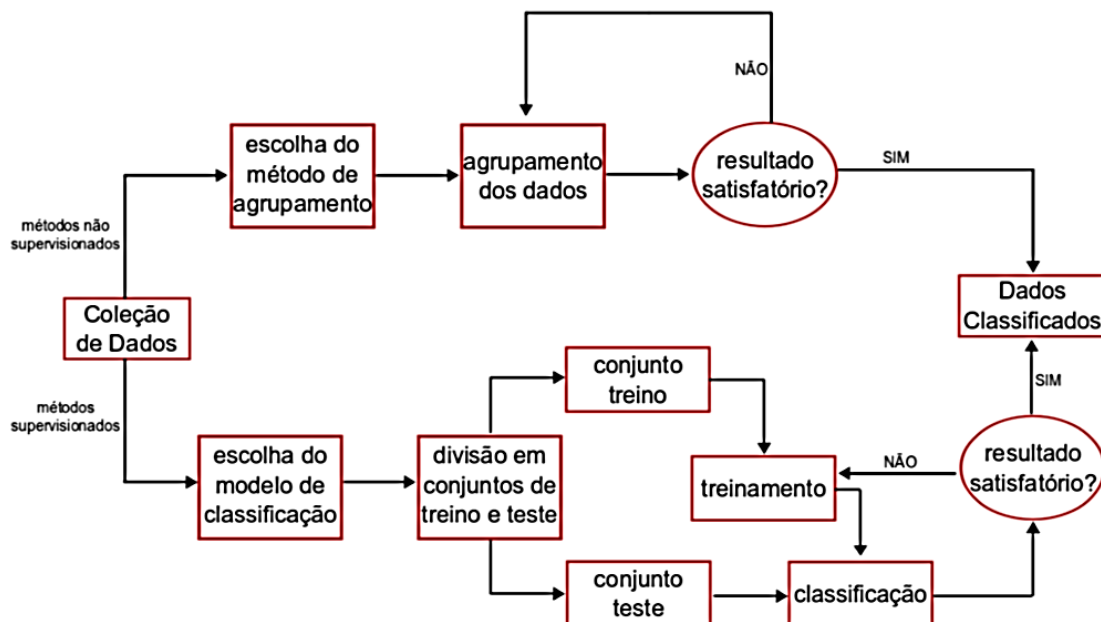 NÃO
escolha do
método de
agrupamento
agrupamento
dos dados
resultado
satisfatório?
SIM
métodos não
supervisionados
Coleção
de Dados
Dados
Classificados
métodos
supervisionados
conjunto
treino
SIM
escolha do
modelo de
classificação
divisão em
conjuntos de
treino e teste
treinamento
NÃO
resultado
satisfatório?
conjunto
teste
classificação